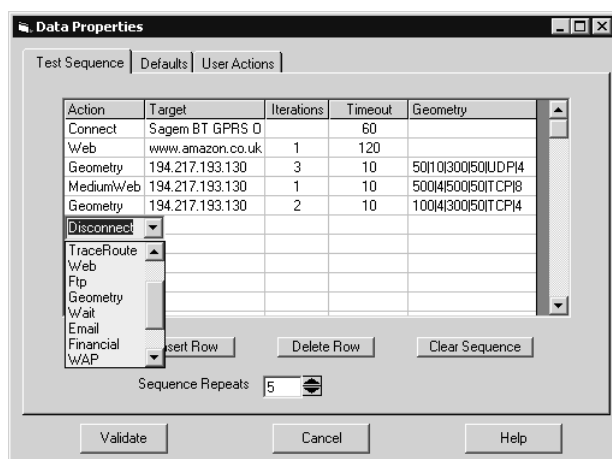 Data Properties
Test Sequence Defaults User Actions
Action Target Iterations Timeout Geometry
Connect Sagem BT GPRS O 60
Web www.amazon.co.uk 1 120
Geometry 194.217.193.130 3 10 50|10|300|50|UDP|4
MediumWeb 194.217.193.130 1 10 500|4|500|50|TCP|8
Geometry 194.217.193.130 2 10 100|4|300|50|TCP|4
Disconnect
TraceRoute
Web
Ftp
Geometry
Wait
Email
Financial
WAP
sert Row Delete Row Clear Sequence
Sequence Repeats 5
Validate Cancel Help